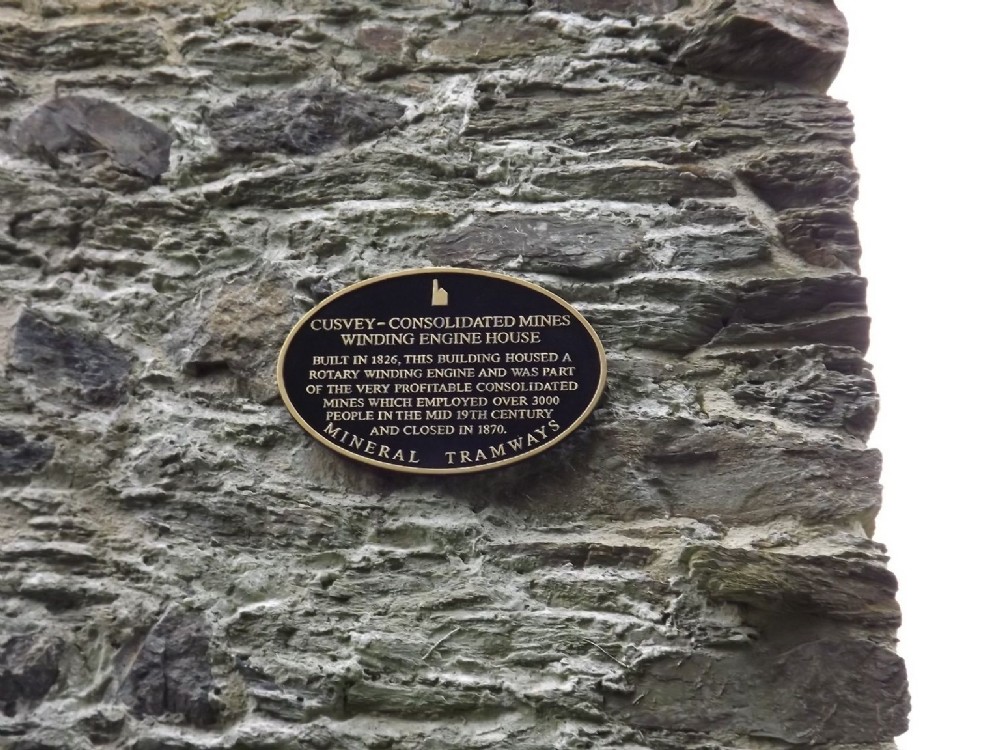 CUSVEY-CONSOLIDATED MINES
WINDING ENGINE HOUSE
BUILT IN 1826, THIS BUILDING HOUSED A
ROTARY WINDING ENGINE AND WAS PART
OF THE VERY PROFITABLE CONSOLIDATED
MINES WHICH EMPLOYED OVER 3000
PEOPLE IN THE MID 19TH CENTURY
AND CLOSED IN 1870.
MINERAL TRAMWAYS